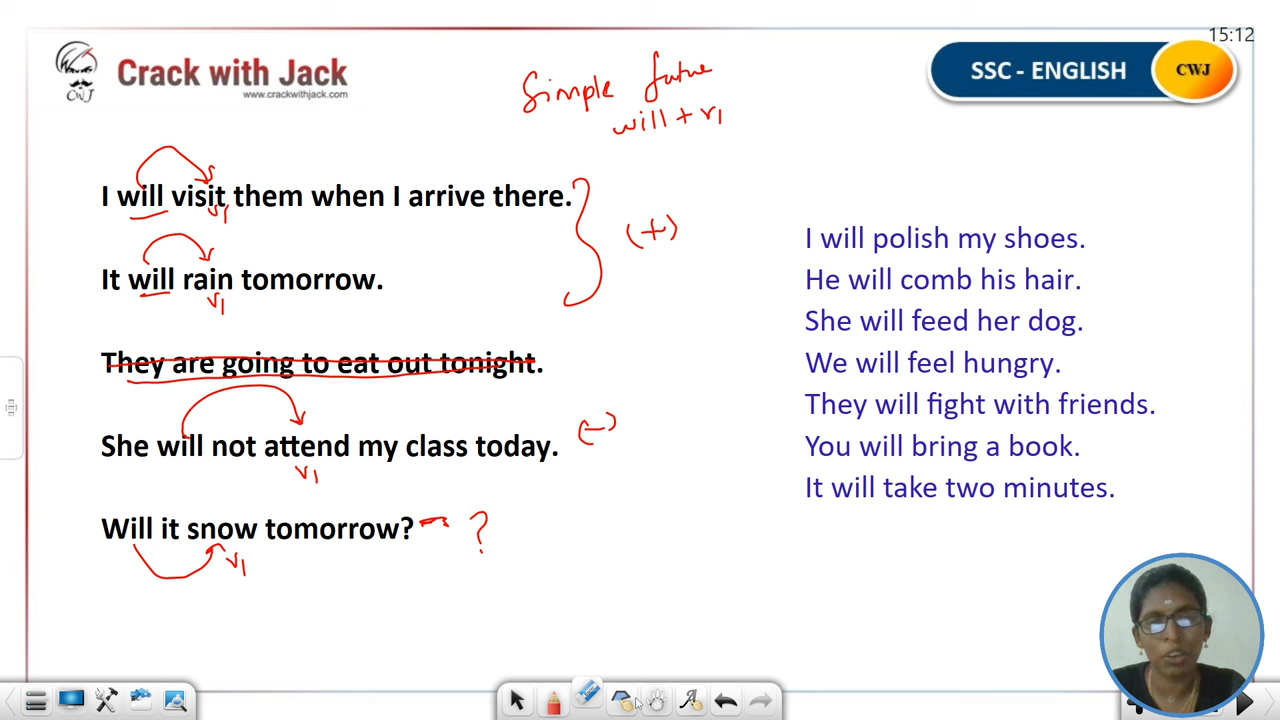 15:12
Crack with Jack
www.crackwithjack.com
CWJ
SSC - ENGLISH
CWJ
Simple future
will + v1
I will visit them when I arrive there.
v1
(+)
It will rain tomorrow.
v1
They are going to eat out tonight.
She will not attend my class today.
(-)
v1
Will it snow tomorrow?
?
v1
I will polish my shoes.
He will comb his hair.
She will feed her dog.
We will feel hungry.
They will fight with friends.
You will bring a book.
It will take two minutes.